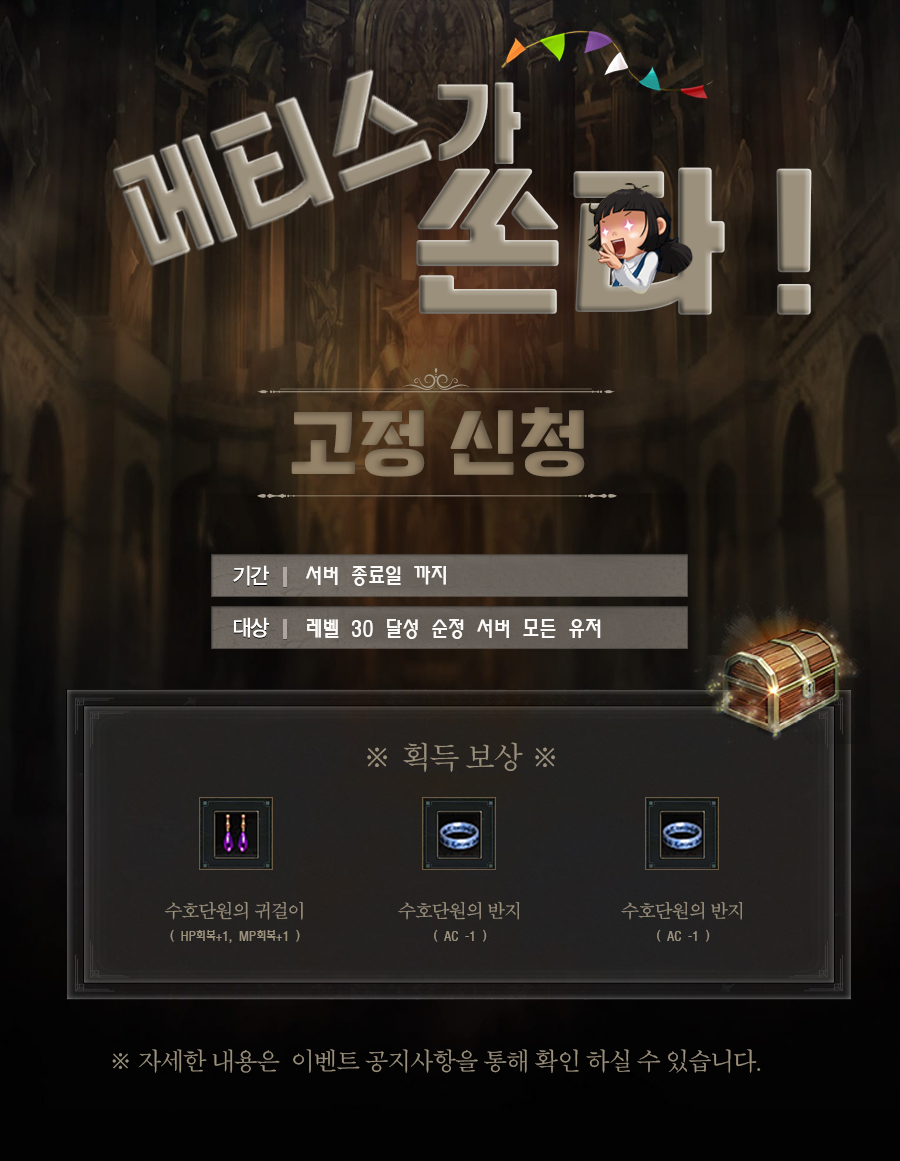 메티스가
쏜다!
고정 신청
기간 | 서버 종료일 까지
대상 | 레벨 30 달성 순정 서버 모든 유저
※ 획득 보상 ※
수호단원의 귀걸이
( HP회복+1, MP회복+1 )
수호단원의 반지
( AC -1 )
수호단원의 반지
( AC -1 )
※ 자세한 내용은 이벤트 공지사항을 통해 확인 하실 수 있습니다.